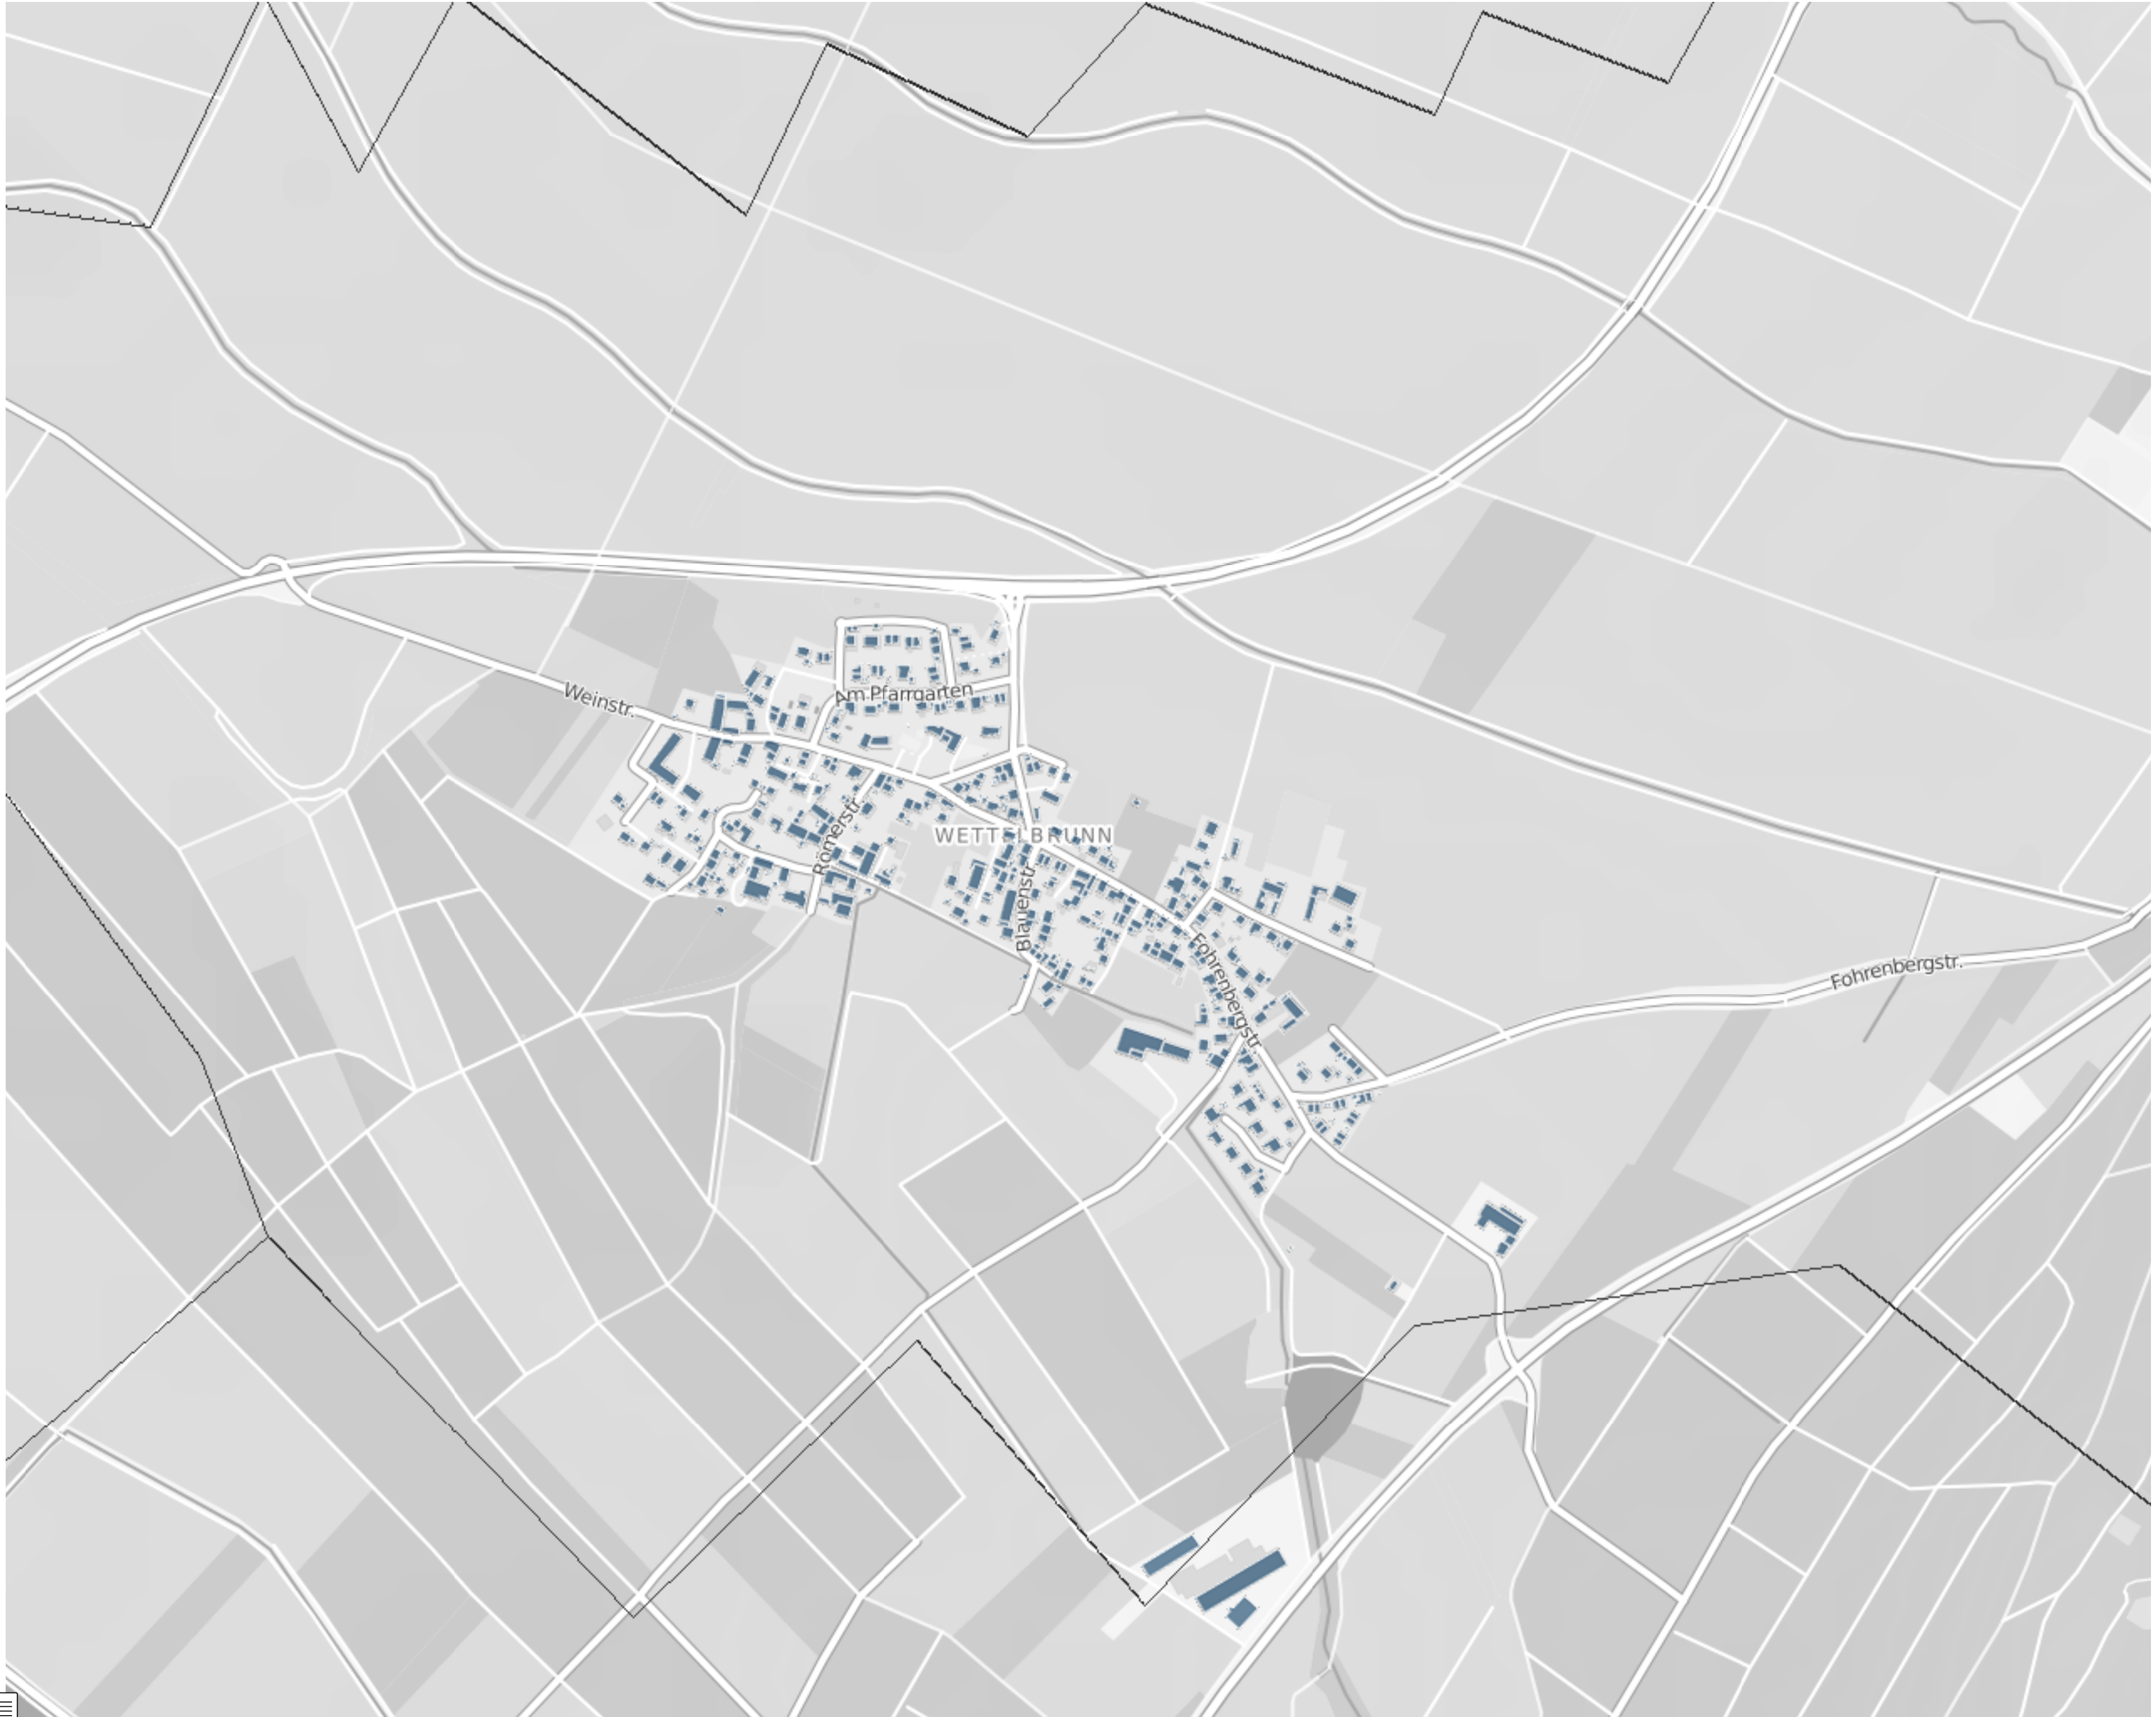 Weinstr.
Am Pfarrgarten
Römerstr.
WETTELBRUNN
Blauenstr.
Fohrenbergstr.
Fohrenbergstr.